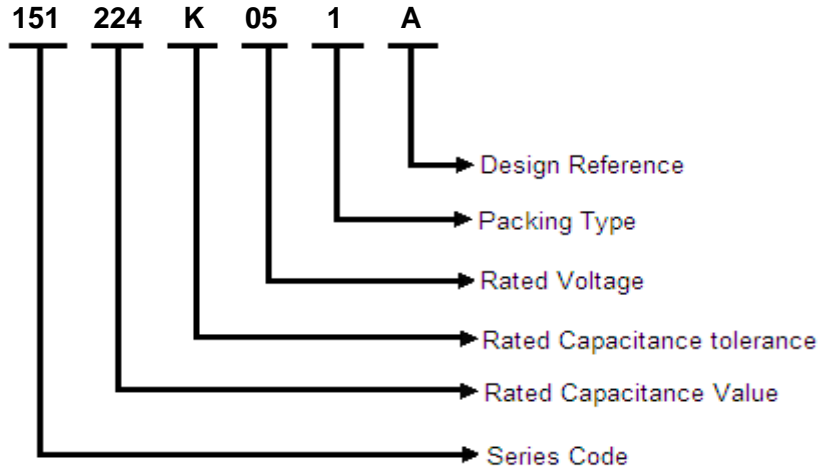 151 224 K 05 1 A
Design Reference
Packing Type
Rated Voltage
Rated Capacitance tolerance
Rated Capacitance Value
Series Code